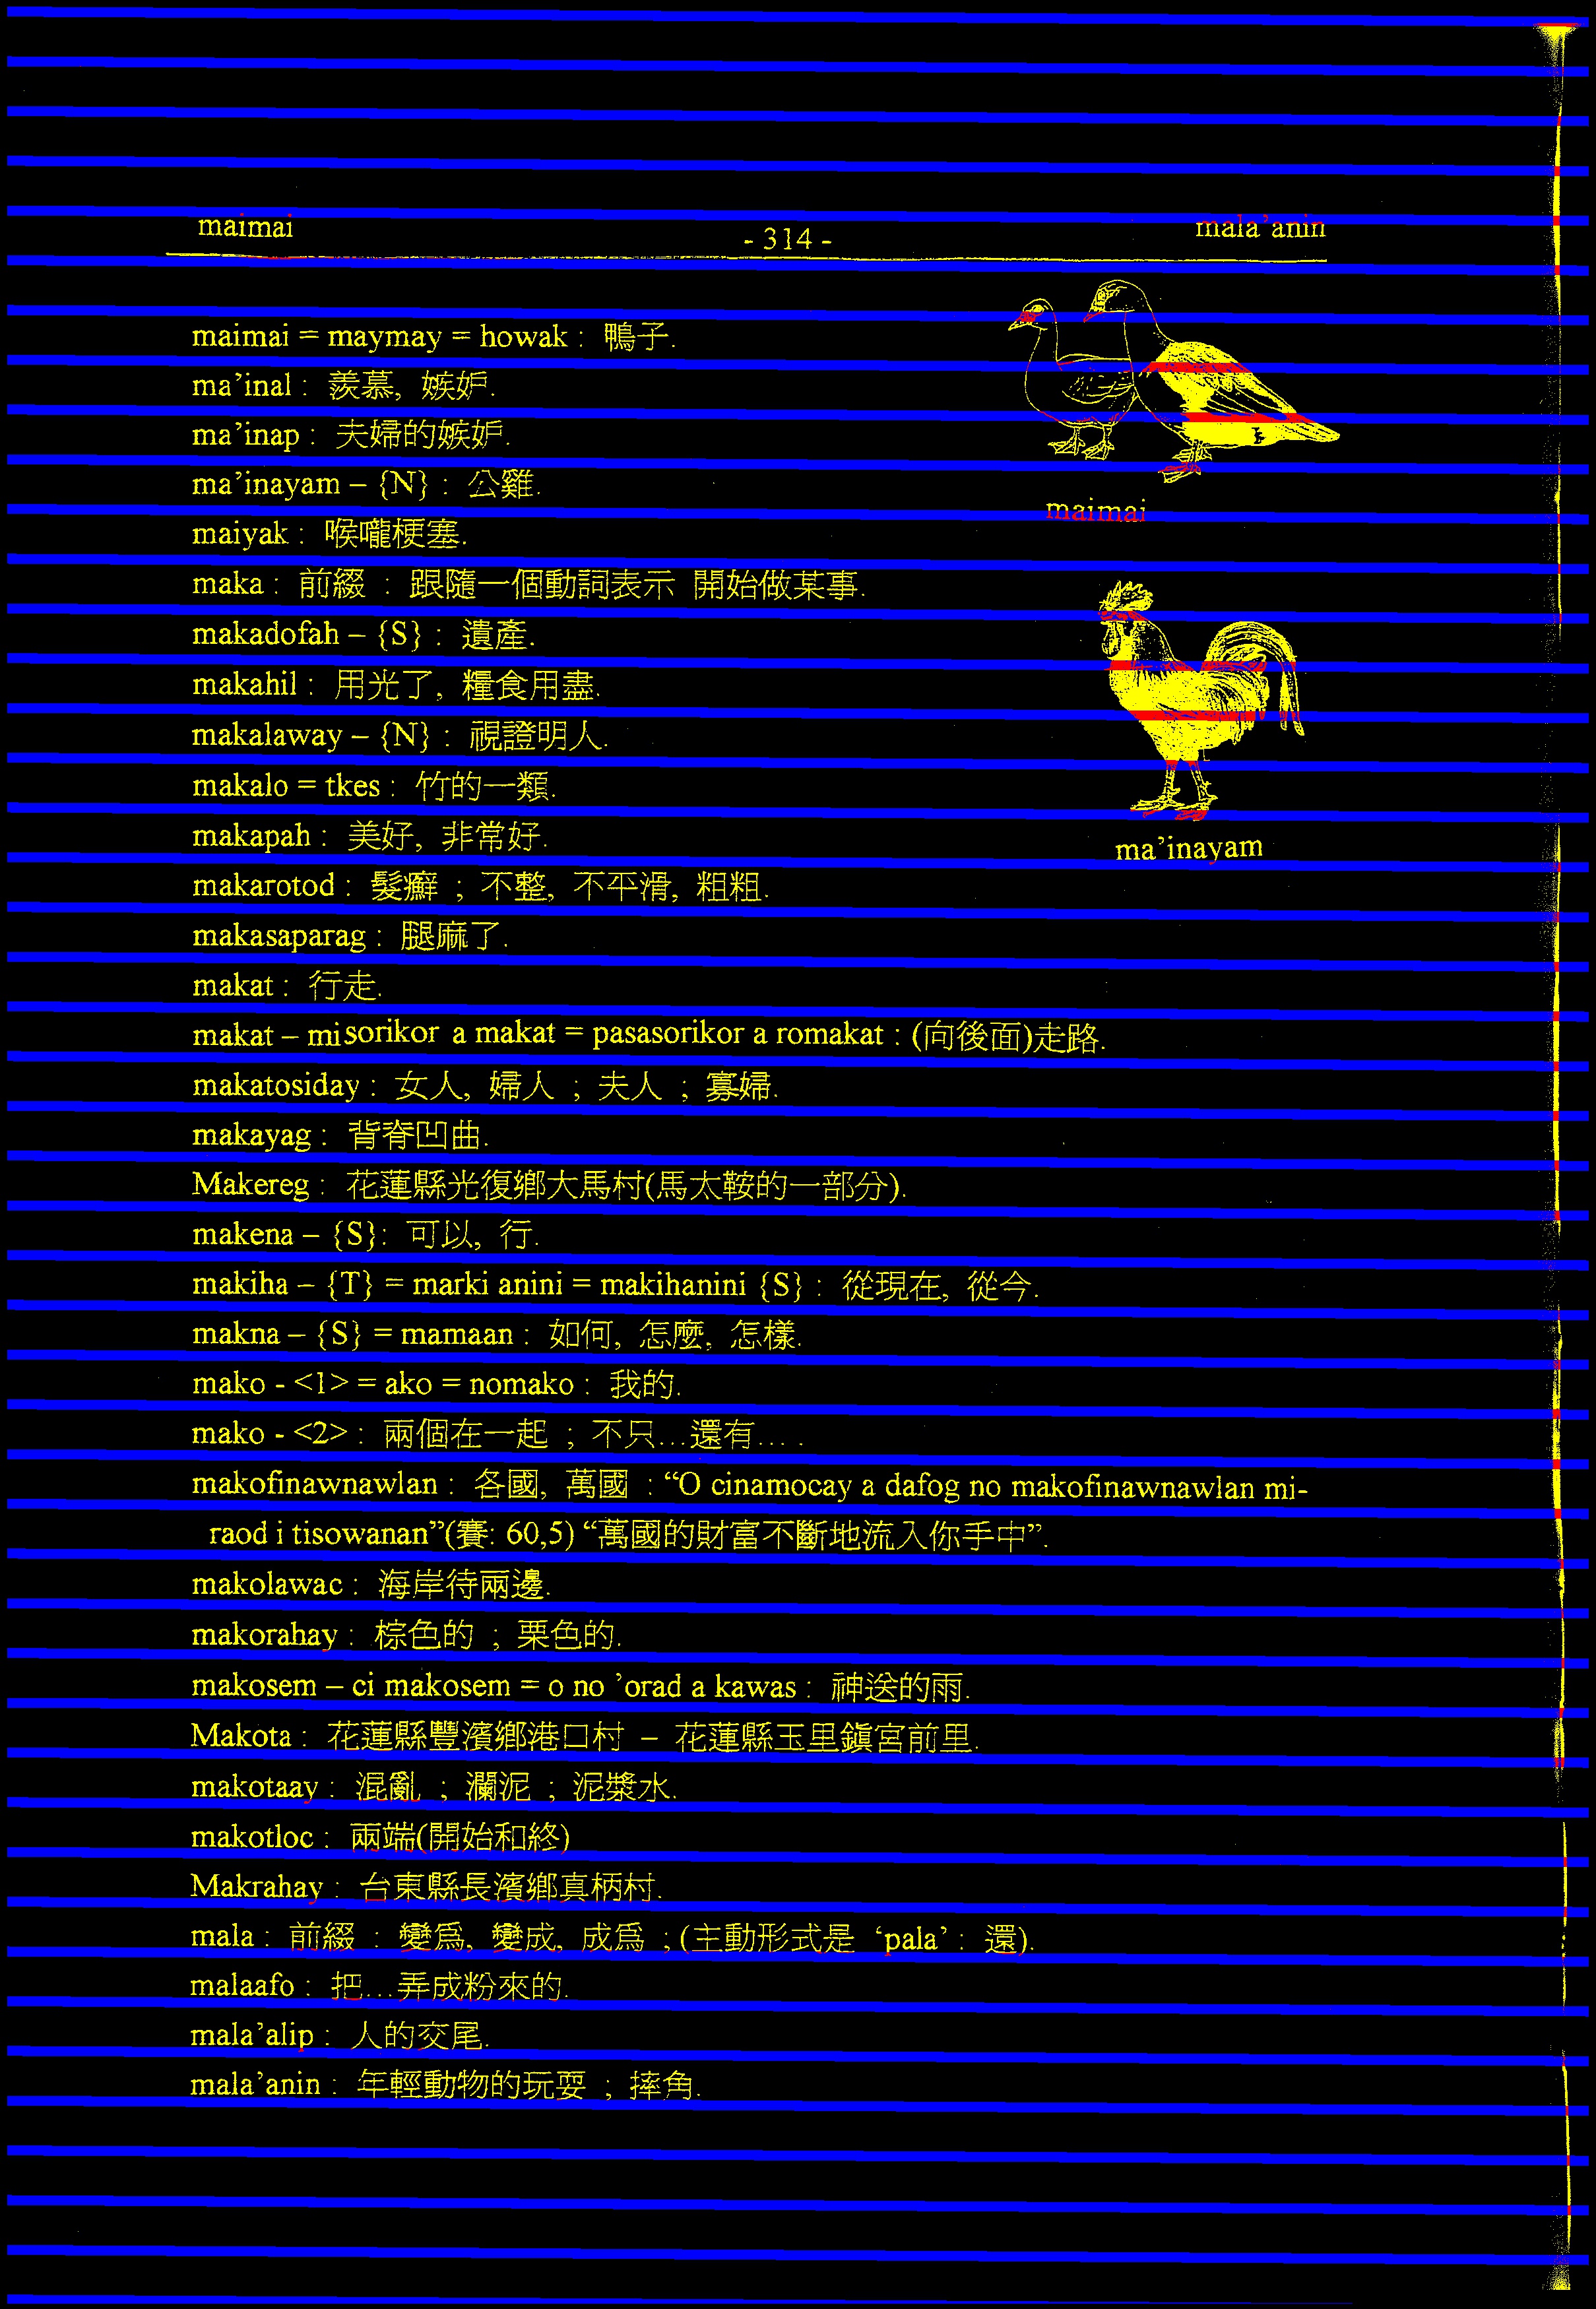 maimai
- 314 -
mala’anin
maimai = maymay = howak : 鴨子.
ma’inal : 羨慕, 嫉妒.
ma’inap : 夫婦的嫉妒.
ma’inayam – {N} : 公雞.
maiyak : 喉嚨梗塞.
maka : 前綴 : 跟隨一個動詞表示 開始做某事.
makadofah – {S} : 遺產.
makahil : 用光了, 糧食用盡.
makalaway – {N} : 視證明人.
makalo = tkes : 竹的一類.
makapah : 美好, 非常好.
makarotod : 髮癬 ; 不整, 不平滑, 粗粗.
makasaparag : 腿麻了.
makat : 行走.
makat – misorikor a makat = pasasorikor a romakat : (向後面)走路.
makatosiday : 女人, 婦人 ; 夫人 ; 寡婦.
makayag : 背脊凹曲.
Makereg : 花蓮縣光復鄉大馬村(馬太鞍的一部分).
makena – {S}: 可以, 行.
makiha – {T} = marki anini = makihanini {S} : 從現在, 從今.
makna – {S} = mamaan : 如何, 怎麼, 怎樣.
mako - <1> = ako = nomako : 我的.
mako - <2> : 兩個在一起 ; 不只...還有... .
makofinawnawlan : 各國, 萬國 : “O cinamocay a dafog no makofinawnawlan mi-
raod i tisowanan”(賽: 60,5) “萬國的財富不斷地流入你手中”.
makolawac : 海岸待兩邊.
makorahay : 棕色的 ; 栗色的.
makosem – ci makosem = o no ’orad a kawas : 神送的雨.
Makota : 花蓮縣豐濱鄉港口村 – 花蓮縣玉里鎮宮前里.
makotaay : 混亂 ; 瀾泥 ; 泥漿水.
makotloc : 兩端(開始和終)
Makrahay : 台東縣長濱鄉真柄村.
mala : 前綴 : 變爲, 變成, 成爲 ; (主動形式是 ‘pala’ : 還).
malaafo : 把...弄成粉來的.
mala’alip : 人的交尾.
mala’anin : 年輕動物的玩耍 ; 摔角.
maimai
ma’inayam